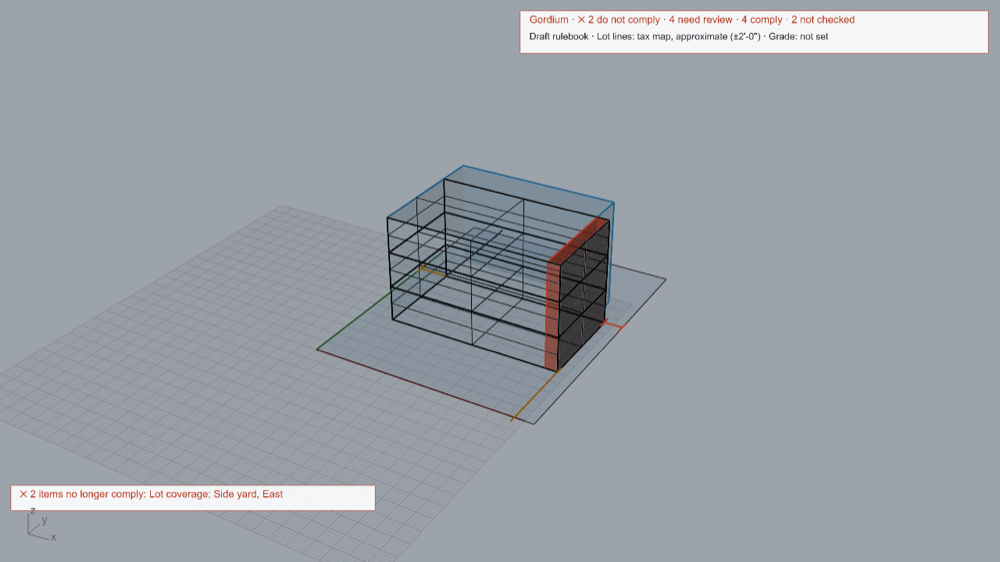 Gordium · ✕ 2 do not comply · 4 need review · 4 comply · 2 not checked
Draft rulebook · Lot lines: tax map, approximate (±2'-0") · Grade: not set
✕ 2 items no longer comply: Lot coverage; Side yard, East
z
y
x